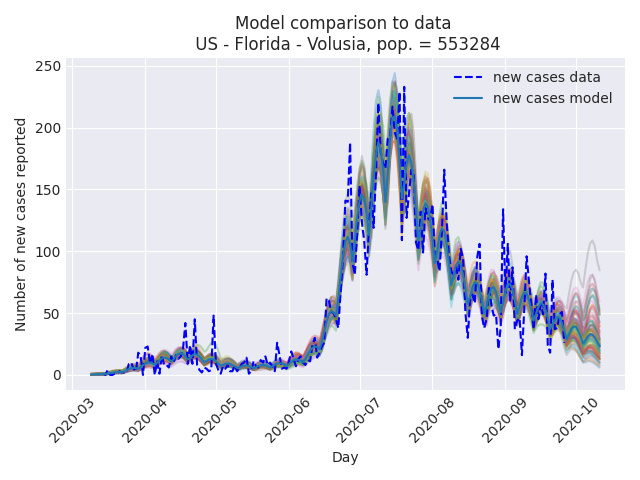 Model comparison to data
US - Florida - Volusia, pop. = 553284
Number of new cases reported
250
200
150
100
50
0
new cases data
new cases model
2020-03
2020-04
2020-05
2020-06
2020-07
2020-08
2020-09
2020-10
Day